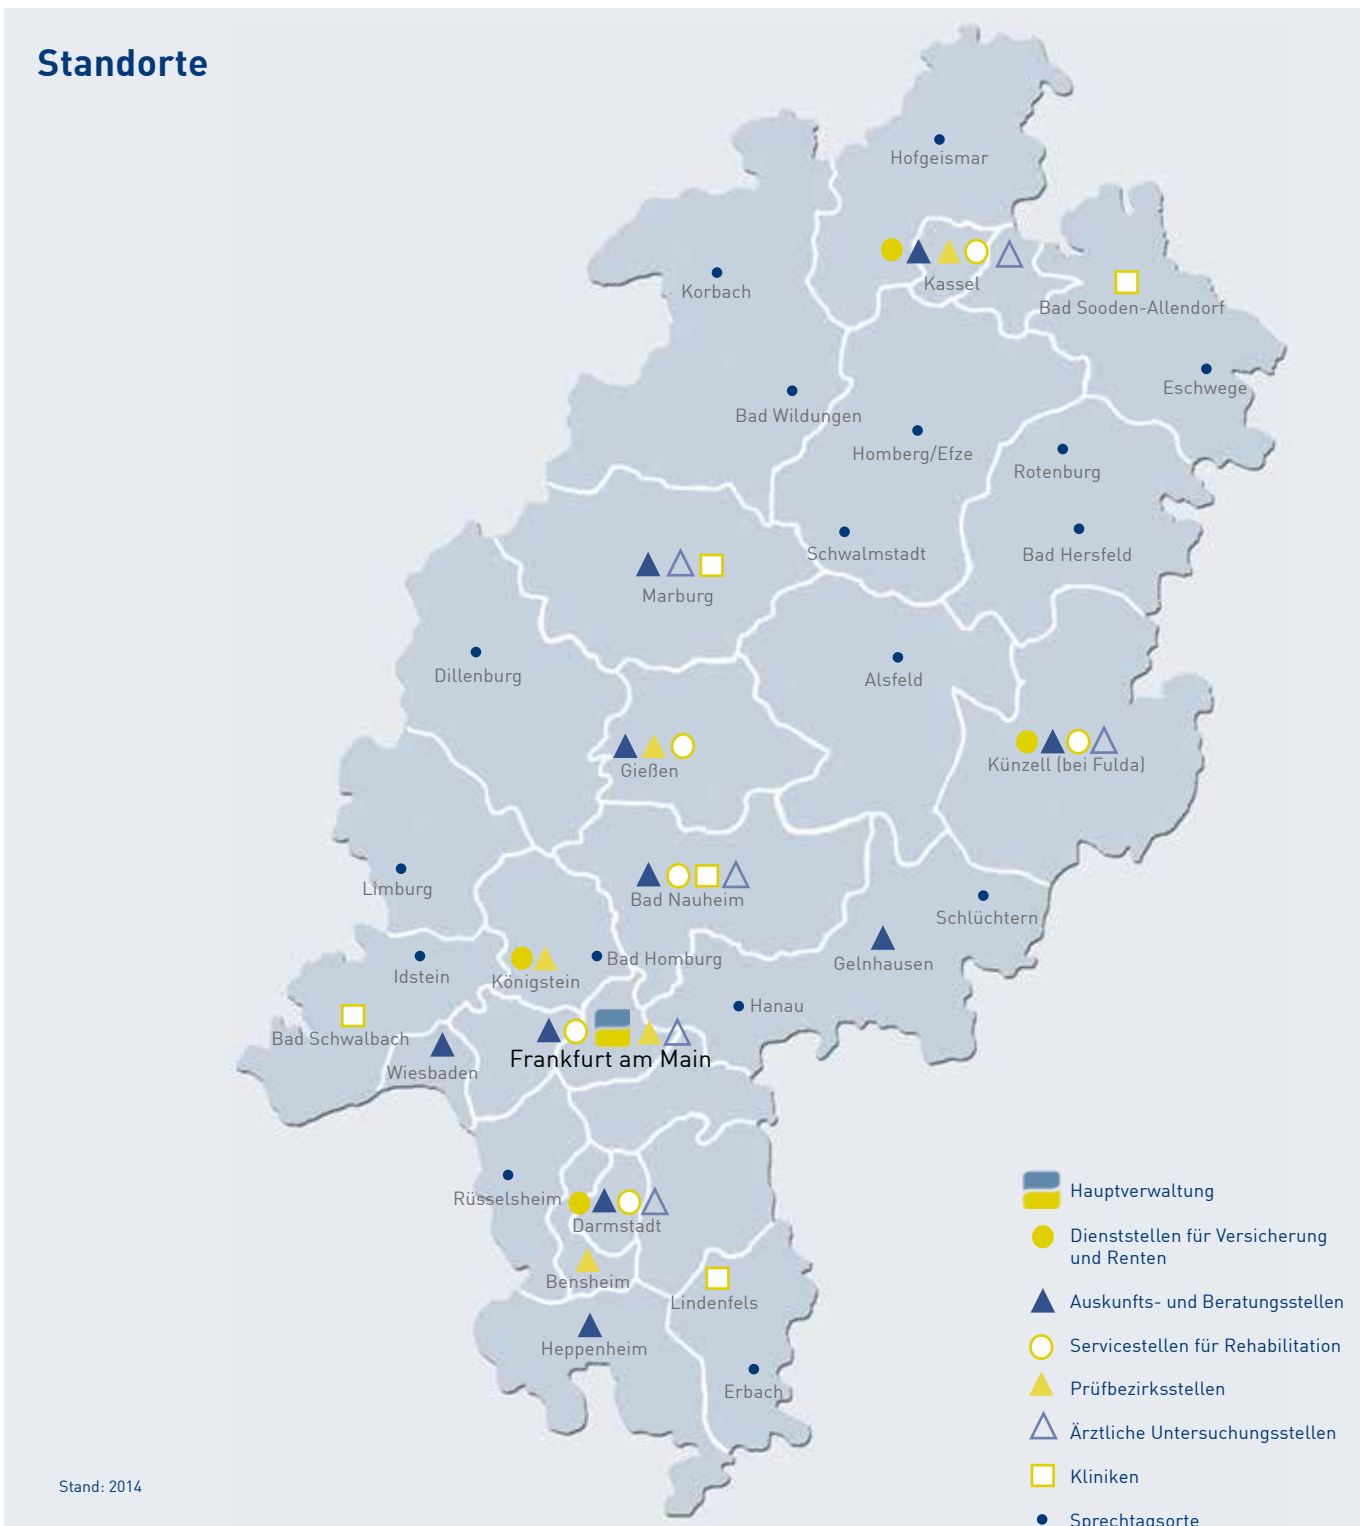 Standorte
Hofgeismar
Kassel
Korbach
Bad Sooden-Allendorf
Eschwege
Bad Wildungen
Homberg/Efze
Rotenburg
Schwalmstadt
Bad Hersfeld
Marburg
Dillenburg
Alsfeld
Gießen
Künzell (bei Fulda)
Limburg
Bad Nauheim
Schlüchtern
Idstein
Königstein
Bad Homburg
Gelnhausen
Hanau
Bad Schwalbach
Wiesbaden
Frankfurt am Main
Rüsselsheim
Darmstadt
Bensheim
Lindenfels
Heppenheim
Erbach
Hauptverwaltung
Dienststellen für Versicherung
und Renten
Auskunfts- und Beratungsstellen
Servicestellen für Rehabilitation
Prüfbezirksstellen
Ärztliche Untersuchungsstellen
Kliniken
Sprechtagsorte
Stand: 2014